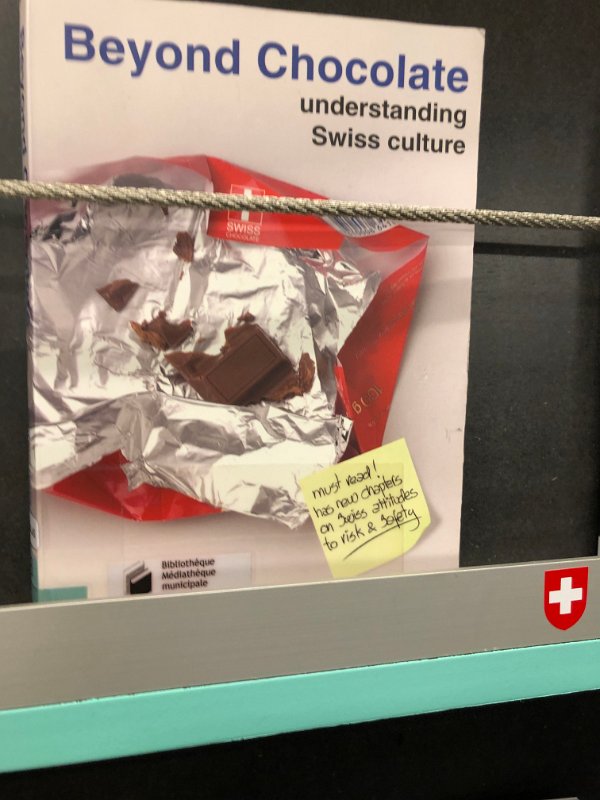 Beyond Chocolate
understanding
Swiss culture
SWISS
CHOCOLATE
must read!
has new chapters
on Swiss attitudes
to risk & Safety
Bibliothèque
Médiathèque
municipale